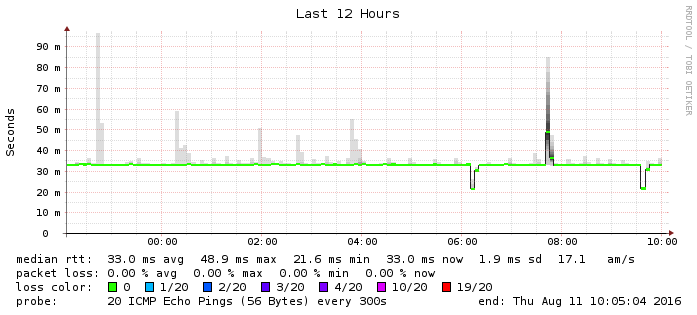 Last 12 Hours
RRDTOOL / TOBI OETIKER
Seconds
90 m
80 m
70 m
60 m
50 m
40 m
30 m
20 m
10 m
0
00:00 02:00 04:00 06:00 08:00 10:00
median rtt: 33.0 ms avg 48.9 ms max 21.6 ms min 33.0 ms now 1.9 ms sd 17.1 am/s
packet loss: 0.00 % avg 0.00 % max 0.00 % min 0.00 % now
loss color: 0 1/20 2/20 3/20 4/20 10/20 19/20
probe: 20 ICMP Echo Pings (56 Bytes) every 300s end: Thu Aug 11 10:05:04 2016